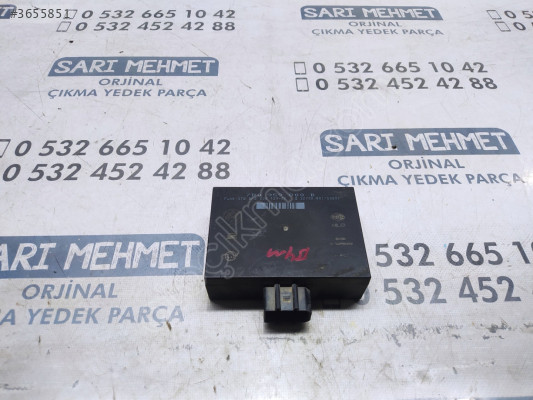 #3655851
0 532 665 10 42
0 532 452 42 88
SARI MEHMET
ORJİNAL
ÇIKMA YEDEK PARÇA
SARI MEHMET
ORJİNAL
ÇIKMA YEDEK PARÇA
0 532 665 10 42
0 532 452 42 88
0 532 665 10 42
0 532 452 42 88
SARI MEHMET
ORJİNAL
ÇIKMA YEDEK PARÇA
SARI MEHMET
ORJİNAL
ÇIKMA YEDEK PARÇA
0 532 665
0 532 452